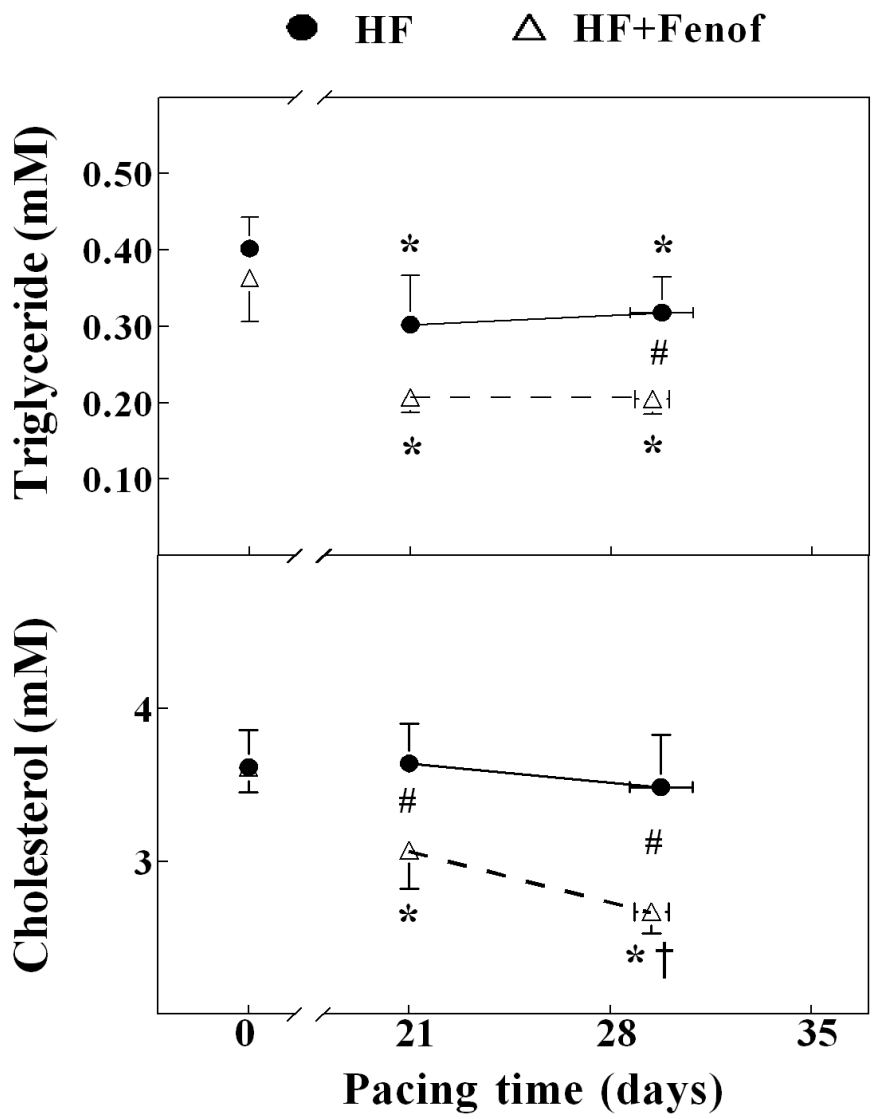 HF HF+Fenof
Triglyceride (mM)
0.50
0.40
0.30
0.20
0.10
* *
#
* *
Cholesterol (mM)
4
3
# #
*
* †
0 21 28 35
Pacing time (days)